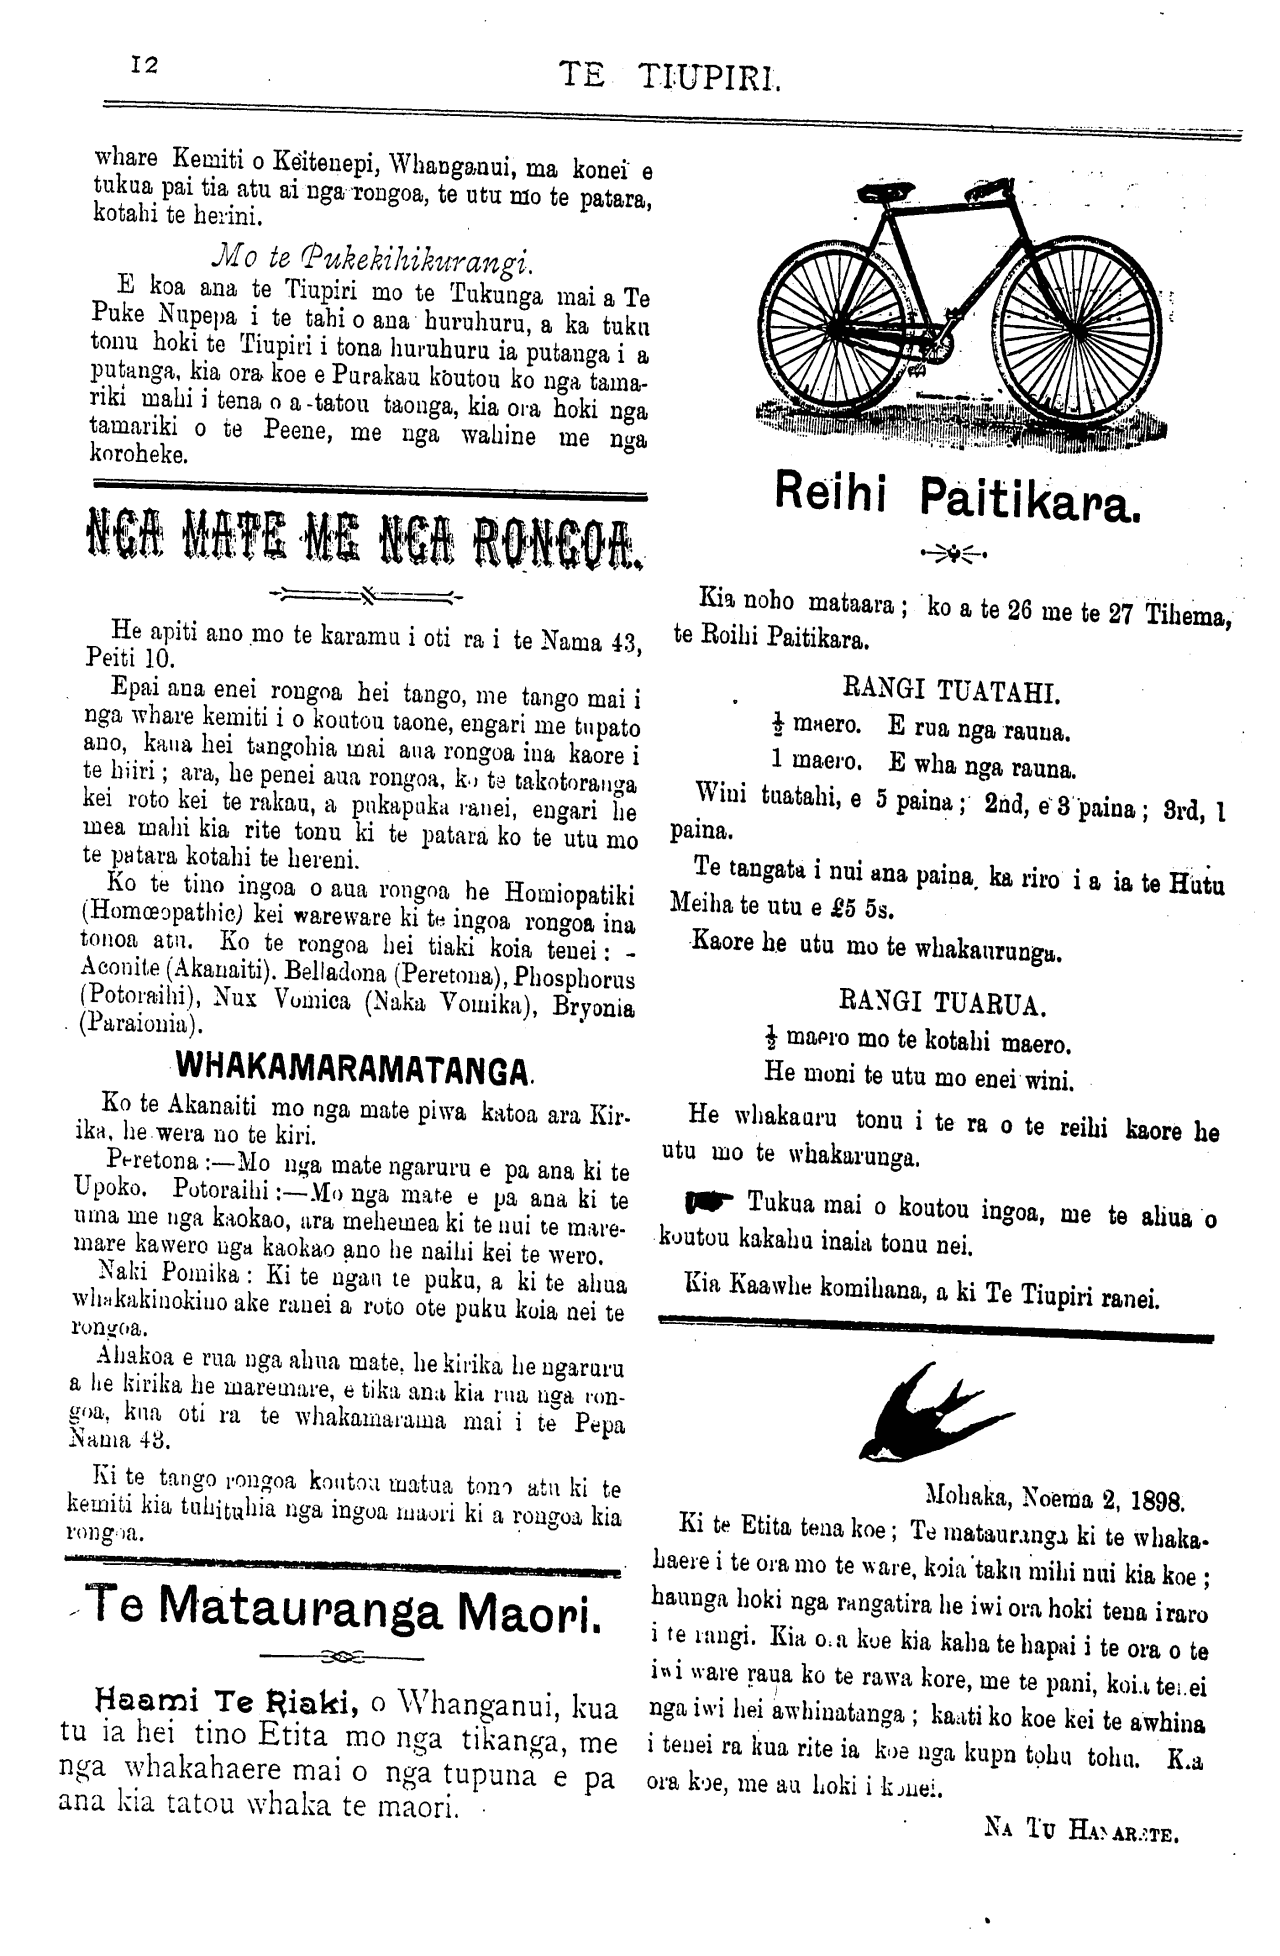 12
TE TIUPIRI.
whare Kemiti o Keitenepi, Whanganui, ma konei e
tukua pai tia atu ai nga rongoa, te utu mo te patara,
kotahi te herini.
Mo te Pukekihikurangi.
E koa ana te Tiupiri mo te Tukunga mai a Te
Puke Nupepa i te tahi o ana huruhuru, a ka tuku
tonu hoki te Tiupiri i tona huruhuru ia putanga i a
putanga, kia ora koe e Purakau koutou ko nga tama-
riki mahi i tena o a-tatou taonga, kia ora hoki nga
tamariki o te Peene, me nga wahine me nga
koroheke.
NGA MATE ME NGA RONGOA.
He apiti ano mo te karamu i oti ra i te Nama 43,
Peiti 10.
Epai ana enei rongoa hei tango, me tango mai i
nga whare kemiti i o koutou taone, engari me tupato
ano, kaua hei tangohia mai aua rongoa ina kaore i
te hiiri; ara, he penei aua rongoa, ko te takotoranga
kei roto kei te rakau, a pukapuka ranei, engari he
mea mahi kia rite tonu ki te patara ko te utu mo
te patara kotahi te hereni.
Ko te tino ingoa o aua rongoa he Homiopatiki
(Homœopathic) kei wareware ki te ingoa rongoa ina
tonoa atu. Ko te rongoa hei tiaki koia tenei: -
Aconite (Akanaiti). Belladona (Peretona), Phosphorus
(Potoraihi), Nux Vomica (Naka Vomika), Bryonia
(Paraionia).
WHAKAMARAMATANGA.
Ko te Akanaiti mo nga mate piwa katoa ara Kir-
ika, he wera no te kiri.
Peretona:—Mo nga mate ngaruru e pa ana ki te
Upoko. Potoraihi:—Mo nga mate e pa ana ki te
uma me nga kaokao, ara mehemea ki te nui te mare-
mare kawero nga kaokao ano he naihi kei te wero.
Naki Pomika: Ki te ngau te puku, a ki te ahua
whakakinokino ake ranei a roto ote puku koia nei te
rongoa.
Ahakoa e rua nga ahua mate, he kirika he ngaruru
a he kirika he maremare, e tika ana kia rua nga ron-
goa, kua oti ra te whakamarama mai i te Pepa
Nama 43.
Ki te tango rongoa koutou matua tono atu ki te
kemiti kia tuhituhia nga ingoa maori ki a rongoa kia
rongoa.
Te Matauranga Maori.
Haami Te Riaki, o Whanganui, kua
tu ia hei tino Etita mo nga tikanga, me
nga whakahaere mai o nga tupuna e pa
ana kia tatou whaka te maori.
Reihi Paitikara.
Kia noho mataara; ko a te 26 me te 27 Tihema,
te Roihi Paitikara.
RANGI TUATAHI.
½ maero. E rua nga rauna.
1 maero. E wha nga rauna.
Wini tuatahi, e 5 paina; 2nd, e 3 paina; 3rd, 1
paina.
Te tangata i nui ana paina, ka riro i a ia te Hutu
Meiha te utu e £5 5s.
Kaore he utu mo te whakaurunga.
RANGI TUARUA.
½ maero mo te kotahi maero.
He moni te utu mo enei wini.
He whakauru tonu i te ra o te reihi kaore he
utu mo te whakarunga.
Tukua mai o koutou ingoa, me te ahua o
koutou kakahu inaia tonu nei.
Kia Kaawhe komihana, a ki Te Tiupiri ranei.
Mohaka, Noema 2, 1898.
Ki te Etita tena koe; Te matauranga ki te whaka-
haere i te ora mo te ware, koia taku mihi nui kia koe;
haunga hoki nga rangatira he iwi ora hoki tena i raro
i te rangi. Kia ora koe kia kaha te hapai i te ora o te
iwi ware raua ko te rawa kore, me te pani, koia tenei
nga iwi hei awhinatanga; kaati ko koe kei te awhina
i tenei ra kua rite ia koe nga kupu tohu tohu. Kia
ora koe, me au hoki i konei.
NA TU